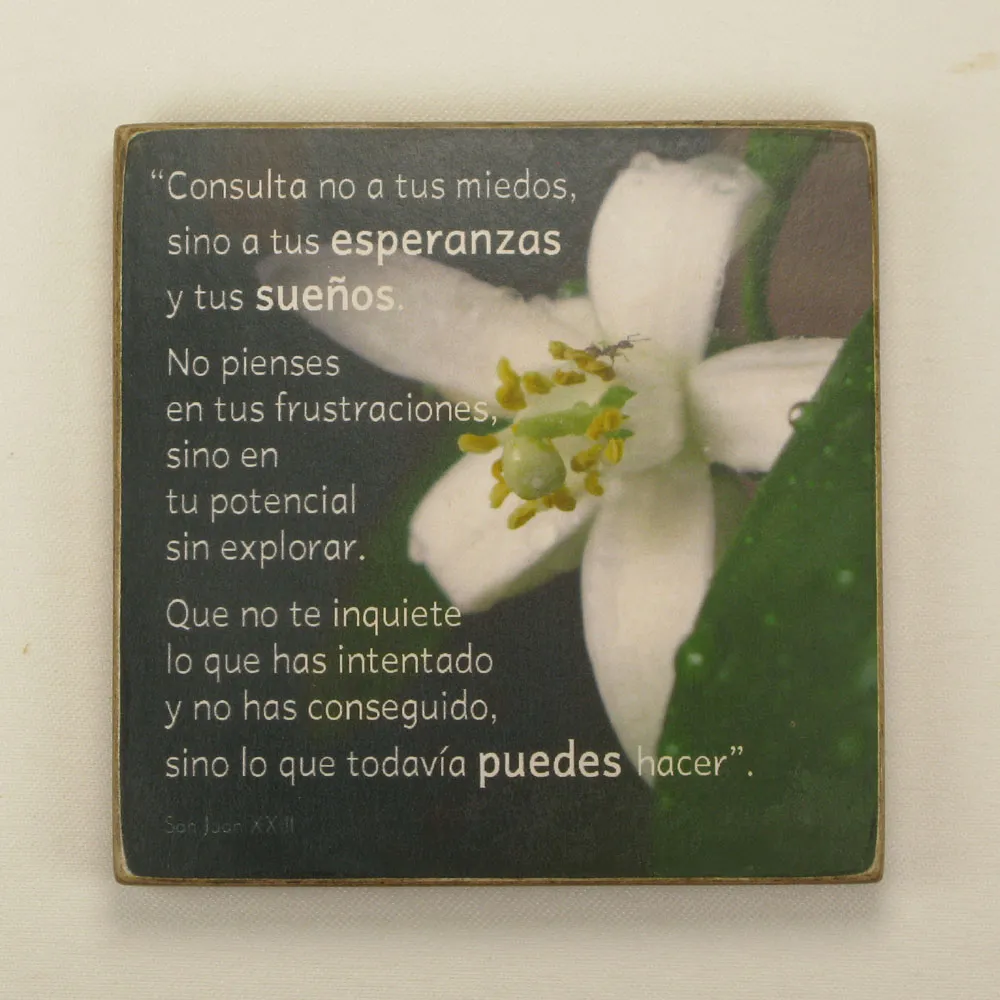 “Consulta no a tus miedos,
sino a tus esperanzas
y tus sueños.
No pienses
en tus frustraciones,
sino en
tu potencial
sin explorar.
Que no te inquiete
lo que has intentado
y no has conseguido,
sino lo que todavía puedes hacer”.
San Juan XXIII